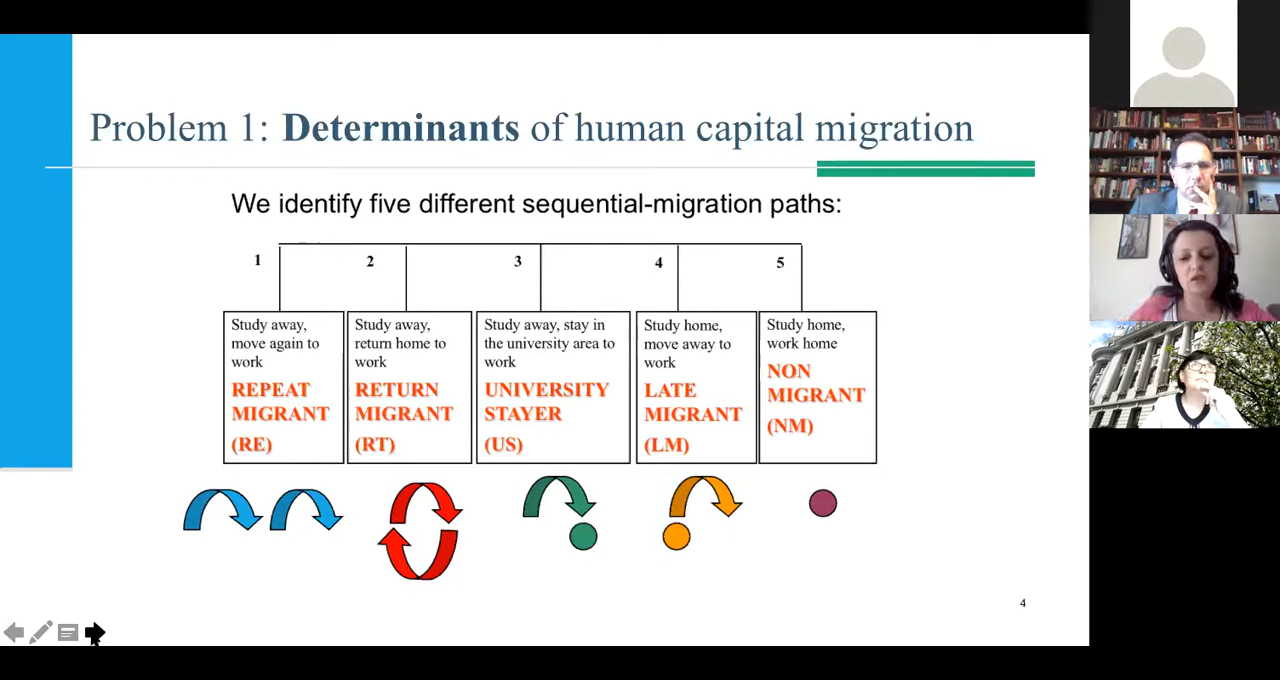 Problem 1: Determinants of human capital migration
We identify five different sequential-migration paths:
1
2
3
4
5
Study away,
move again to
work
REPEAT
MIGRANT
(RE)
Study away,
return home to
work
RETURN
MIGRANT
(RT)
Study away, stay in
the university area to
work
UNIVERSITY
STAYER
(US)
Study home,
move away to
work
LATE
MIGRANT
(LM)
Study home,
work home
NON
MIGRANT
(NM)
4